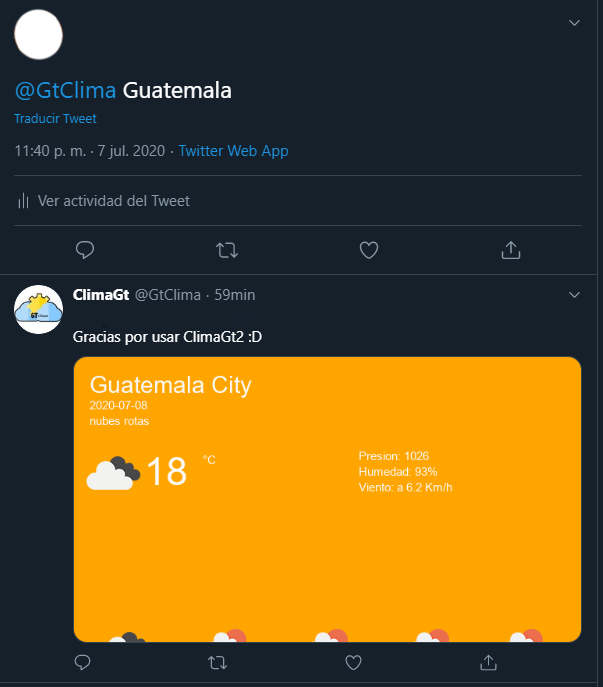 @GtClima Guatemala
Traducir Tweet
11:40 p. m. · 7 jul. 2020 · Twitter Web App
Ver actividad del Tweet
ClimaGt @GtClima · 59min
GT Clima
Gracias por usar ClimaGt2 :D
Guatemala City
2020-07-08
nubes rotas
18 °C
Presion: 1026
Humedad: 93%
Viento: a 6.2 Km/h